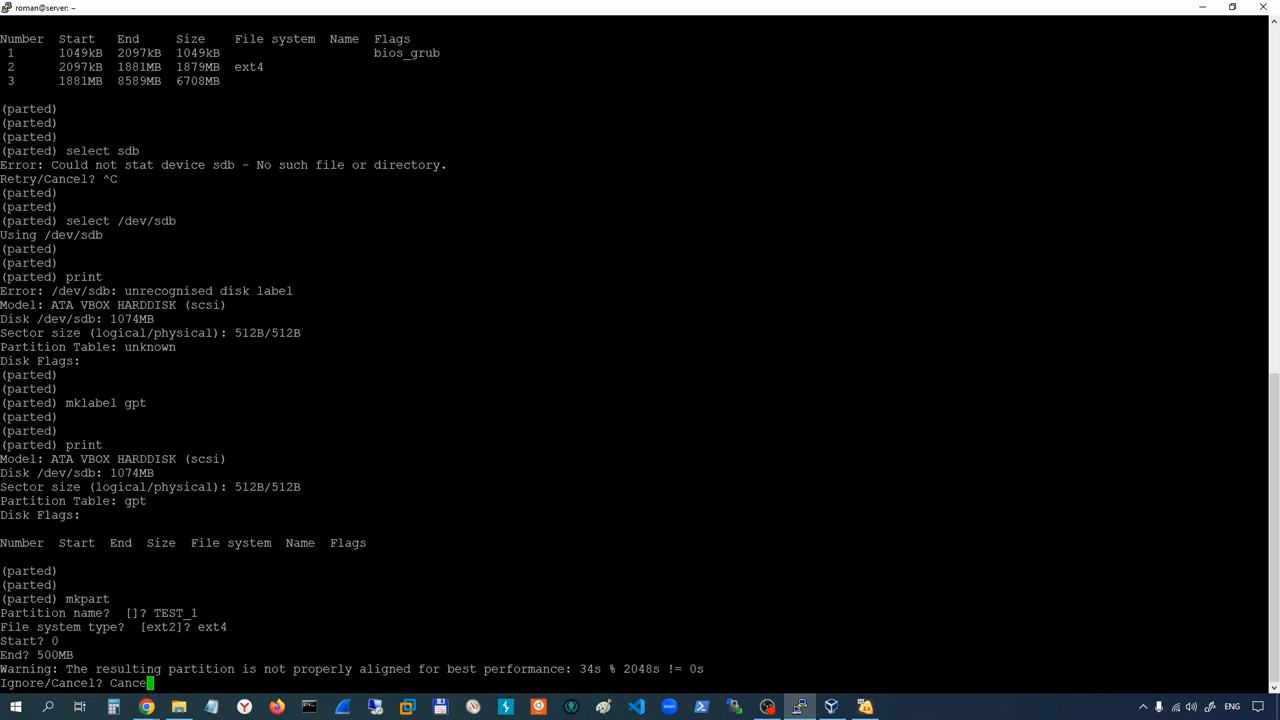 roman@server: ~
Number  Start   End     Size    File system  Name  Flags
 1      1049kB  2097kB  1049kB                     bios_grub
 2      2097kB  1881MB  1879MB  ext4
 3      1881MB  8589MB  6708MB
(parted)
(parted)
(parted)
(parted) select sdb
Error: Could not stat device sdb - No such file or directory.
Retry/Cancel? ^C
(parted)
(parted)
(parted) select /dev/sdb
Using /dev/sdb
(parted)
(parted)
(parted) print
Error: /dev/sdb: unrecognised disk label
Model: ATA VBOX HARDDISK (scsi)
Disk /dev/sdb: 1074MB
Sector size (logical/physical): 512B/512B
Partition Table: unknown
Disk Flags:
(parted)
(parted)
(parted) mklabel gpt
(parted)
(parted)
(parted) print
Model: ATA VBOX HARDDISK (scsi)
Disk /dev/sdb: 1074MB
Sector size (logical/physical): 512B/512B
Partition Table: gpt
Disk Flags:
Number  Start  End  Size  File system  Name  Flags
(parted)
(parted)
(parted) mkpart
Partition name?  []? TEST_1
File system type?  [ext2]? ext4
Start? 0
End? 500MB
Warning: The resulting partition is not properly aligned for best performance: 34s % 2048s != 0s
Ignore/Cancel? Cance
ENG